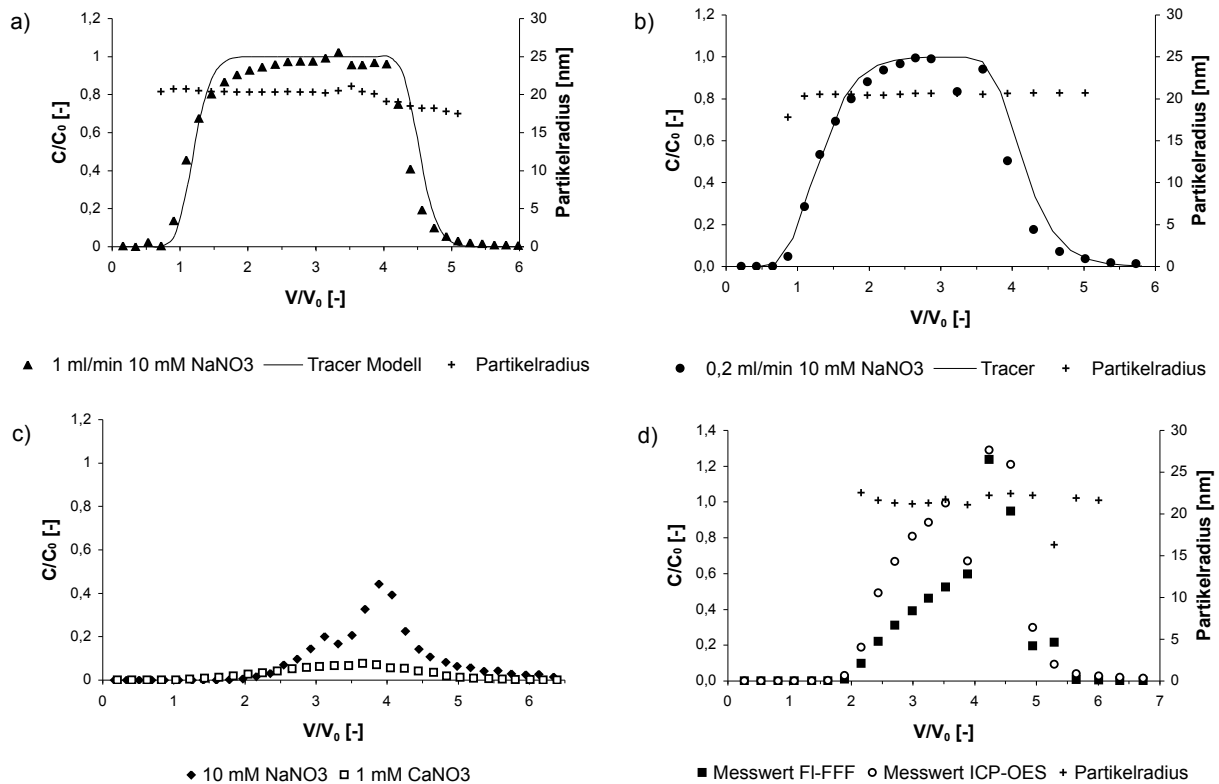 a)
1,2
1
0,8
0,6
0,4
0,2
0
C/C₀ [-]
30
25
20
15
10
5
0
Partikelradius [nm]
0 1 2 3 4 5 6
V/V₀ [-]
1 ml/min 10 mM NaNO3 Tracer Modell Partikelradius
b)
1,2
1,0
0,8
0,6
0,4
0,2
0,0
C/C₀ [-]
30
25
20
15
10
5
0
Partikelradius [nm]
0 1 2 3 4 5 6
V/V₀ [-]
0,2 ml/min 10 mM NaNO3 Tracer Partikelradius
c)
1,2
1
0,8
0,6
0,4
0,2
0
C/C₀ [-]
0 1 2 3 4 5 6
V/V₀ [-]
10 mM NaNO3 1 mM CaNO3
d)
1,4
1,2
1,0
0,8
0,6
0,4
0,2
0,0
C/C₀ [-]
30
25
20
15
10
5
0
Partikelradius [nm]
0 1 2 3 4 5 6 7
V/V₀ [-]
Messwert Fl-FFF Messwert ICP-OES Partikelradius